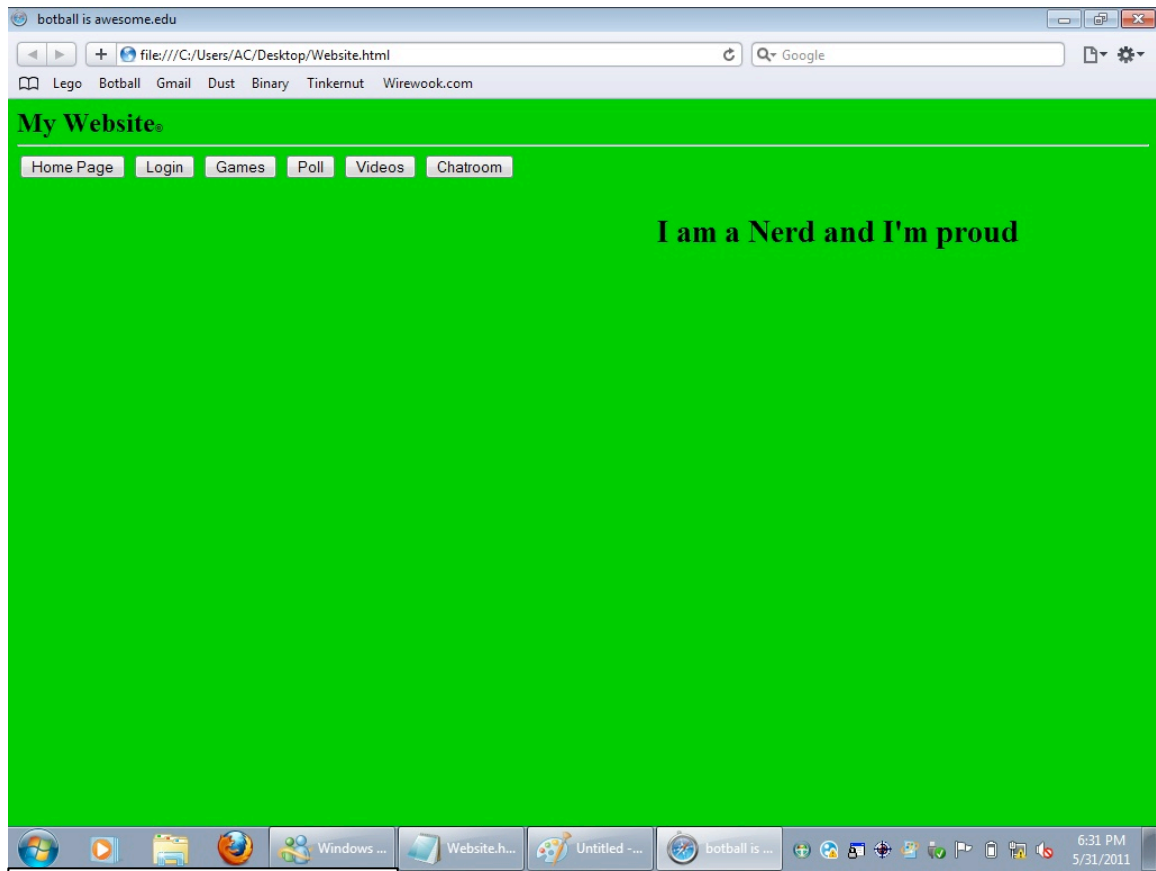 botball is awesome.edu
file:///C:/Users/AC/Desktop/Website.html
Google
Lego Botball Gmail Dust Binary Tinkernut Wirewook.com
My Website®
Home Page Login Games Poll Videos Chatroom
I am a Nerd and I'm proud
Windows ... Website.h... Untitled -... botball is ... 6:31 PM
5/31/2011